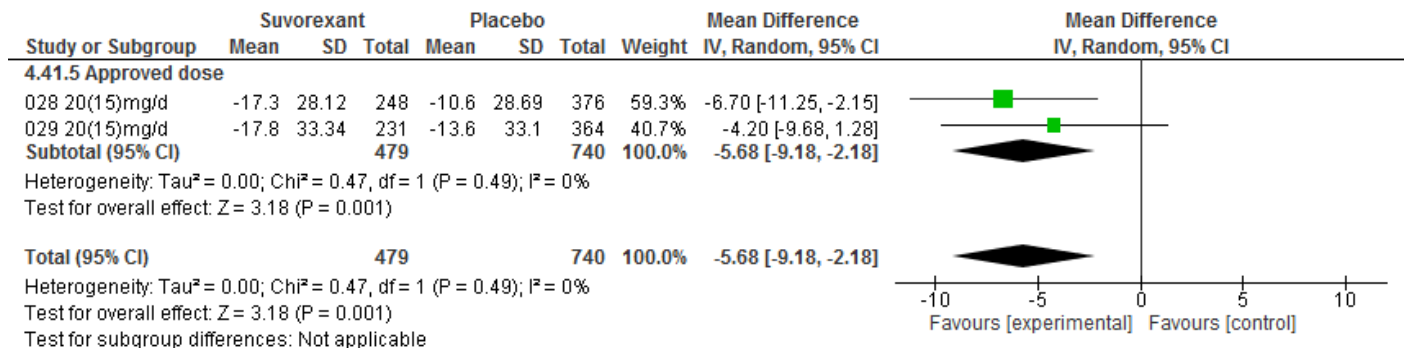 Suvorexant Placebo Mean Difference Mean Difference
Study or Subgroup Mean SD Total Mean SD Total Weight IV, Random, 95% CI IV, Random, 95% CI
4.41.5 Approved dose
028 20(15)mg/d -17.3 28.12 248 -10.6 28.69 376 59.3% -6.70 [-11.25, -2.15]
029 20(15)mg/d -17.8 33.34 231 -13.6 33.1 364 40.7% -4.20 [-9.68, 1.28]
Subtotal (95% CI) 479 740 100.0% -5.68 [-9.18, -2.18]
Heterogeneity: Tau² = 0.00; Chi² = 0.47, df = 1 (P = 0.49); I² = 0%
Test for overall effect: Z = 3.18 (P = 0.001)
Total (95% CI) 479 740 100.0% -5.68 [-9.18, -2.18]
Heterogeneity: Tau² = 0.00; Chi² = 0.47, df = 1 (P = 0.49); I² = 0%
Test for overall effect: Z = 3.18 (P = 0.001)
Test for subgroup differences: Not applicable
-10 -5 0 5 10
Favours [experimental] Favours [control]